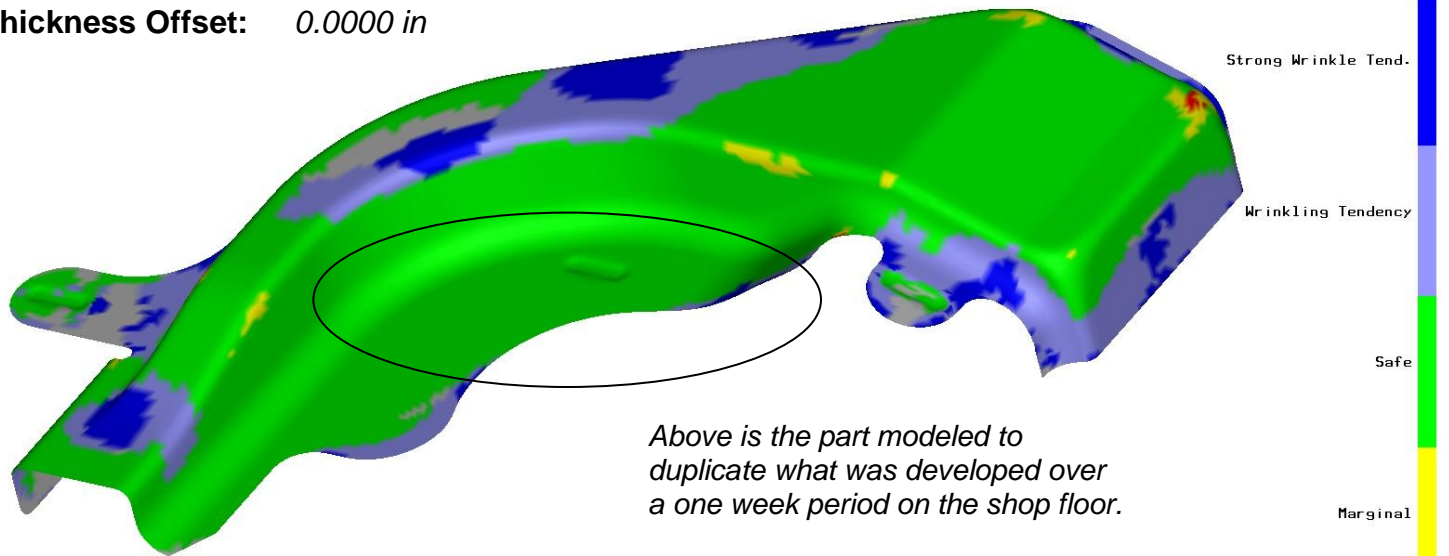 hickness Offset: 0.0000 in
Strong Wrinkle Tend.
Wrinkling Tendency
Safe
Above is the part modeled to
duplicate what was developed over
a one week period on the shop floor.
Marginal